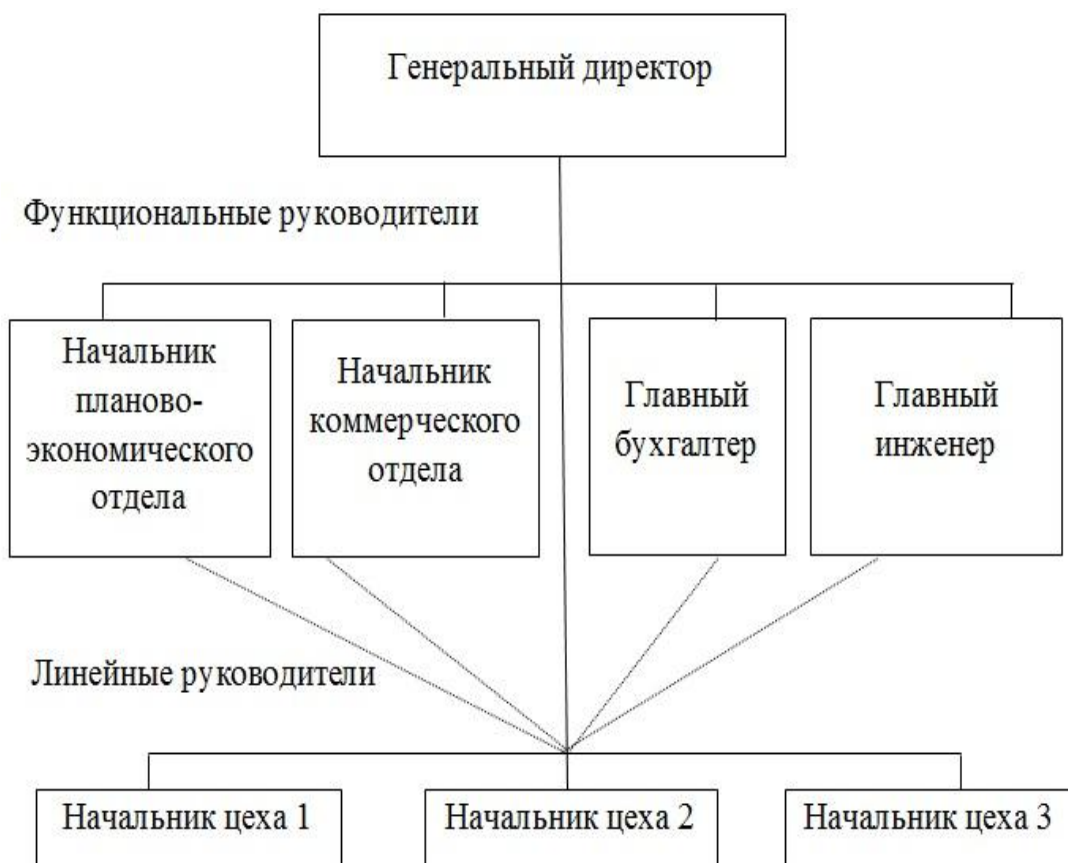 Генеральный директор
Функциональные руководители
Начальник
планово-
экономического
отдела
Начальник
коммерческого
отдела
Главный
бухгалтер
Главный
инженер
Линейные руководители
Начальник цеха 1
Начальник цеха 2
Начальник цеха 3